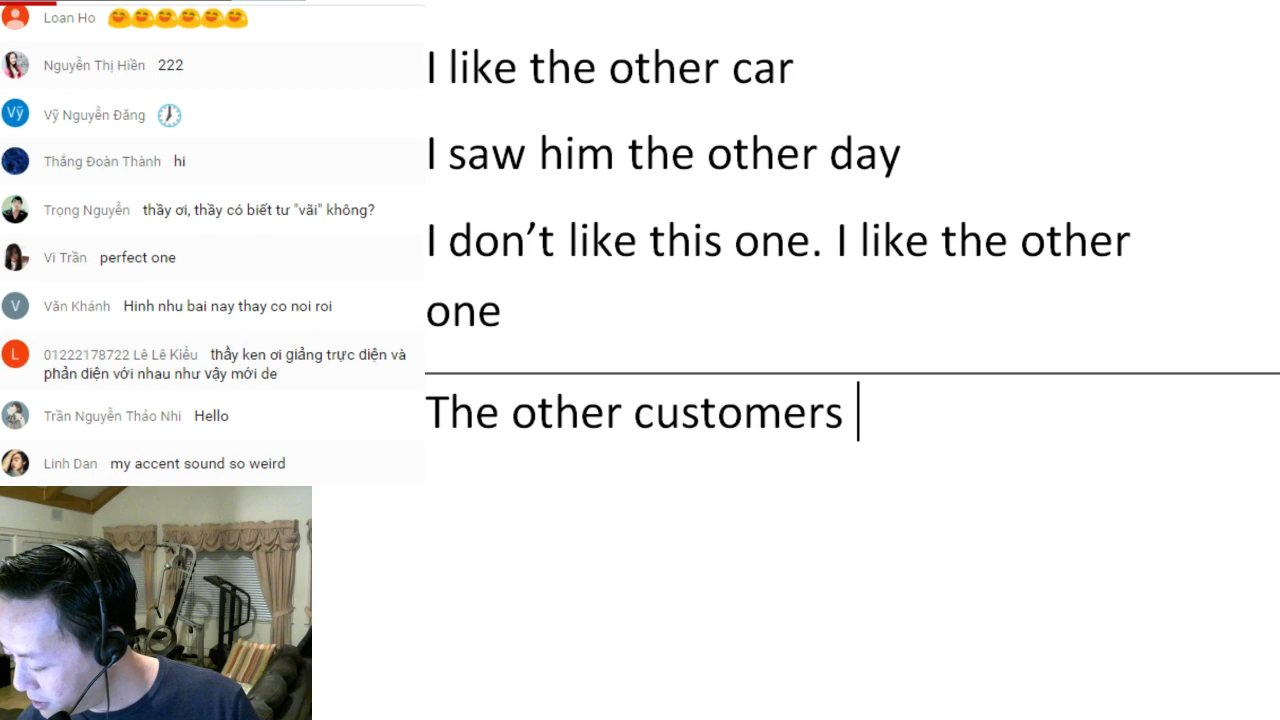 Loan Ho 😄😄😄😄😄😄
Nguyễn Thị Hiền 222
Vỹ Vỹ Nguyễn Đăng 🕖
Thắng Đoàn Thành hi
Trọng Nguyễn thầy ơi, thầy có biết tư "vãi" không?
Vi Trần perfect one
V Văn Khánh Hinh nhu bai nay thay co noi roi
L 01222178722 Lê Lê Kiều thầy ken ơi giảng trực diện và
phản diện với nhau như vậy mới de
Trần Nguyễn Thảo Nhi Hello
Linh Dan my accent sound so weird
I like the other car
I saw him the other day
I don’t like this one. I like the other
one
The other customers